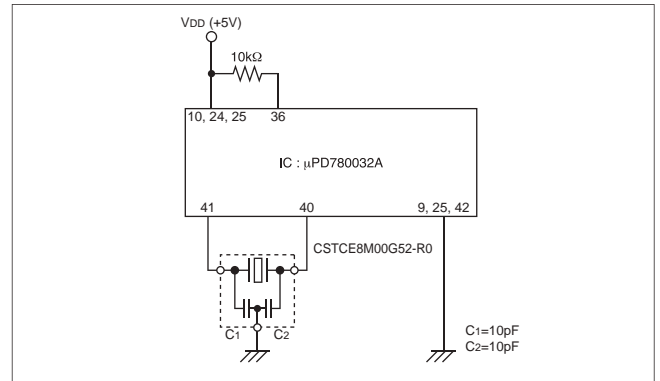 VDD (+5V)
10kΩ
10, 24, 25 36
IC : μPD780032A
41 40 9, 25, 42
CSTCE8M00G52-R0
C1 C2
C1=10pF
C2=10pF